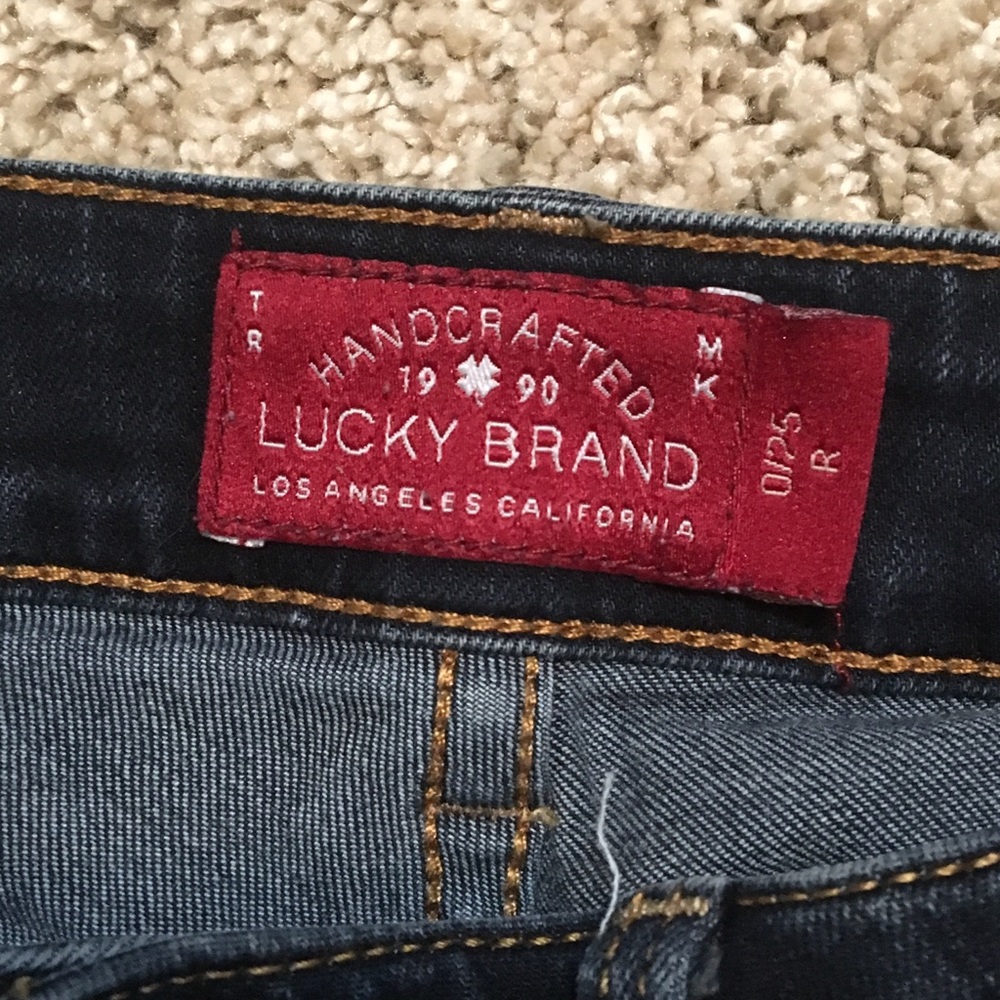 TR
HANDCRAFTED
MK
19 90
LUCKY BRAND
LOS ANGELES CALIFORNIA
0/25
R